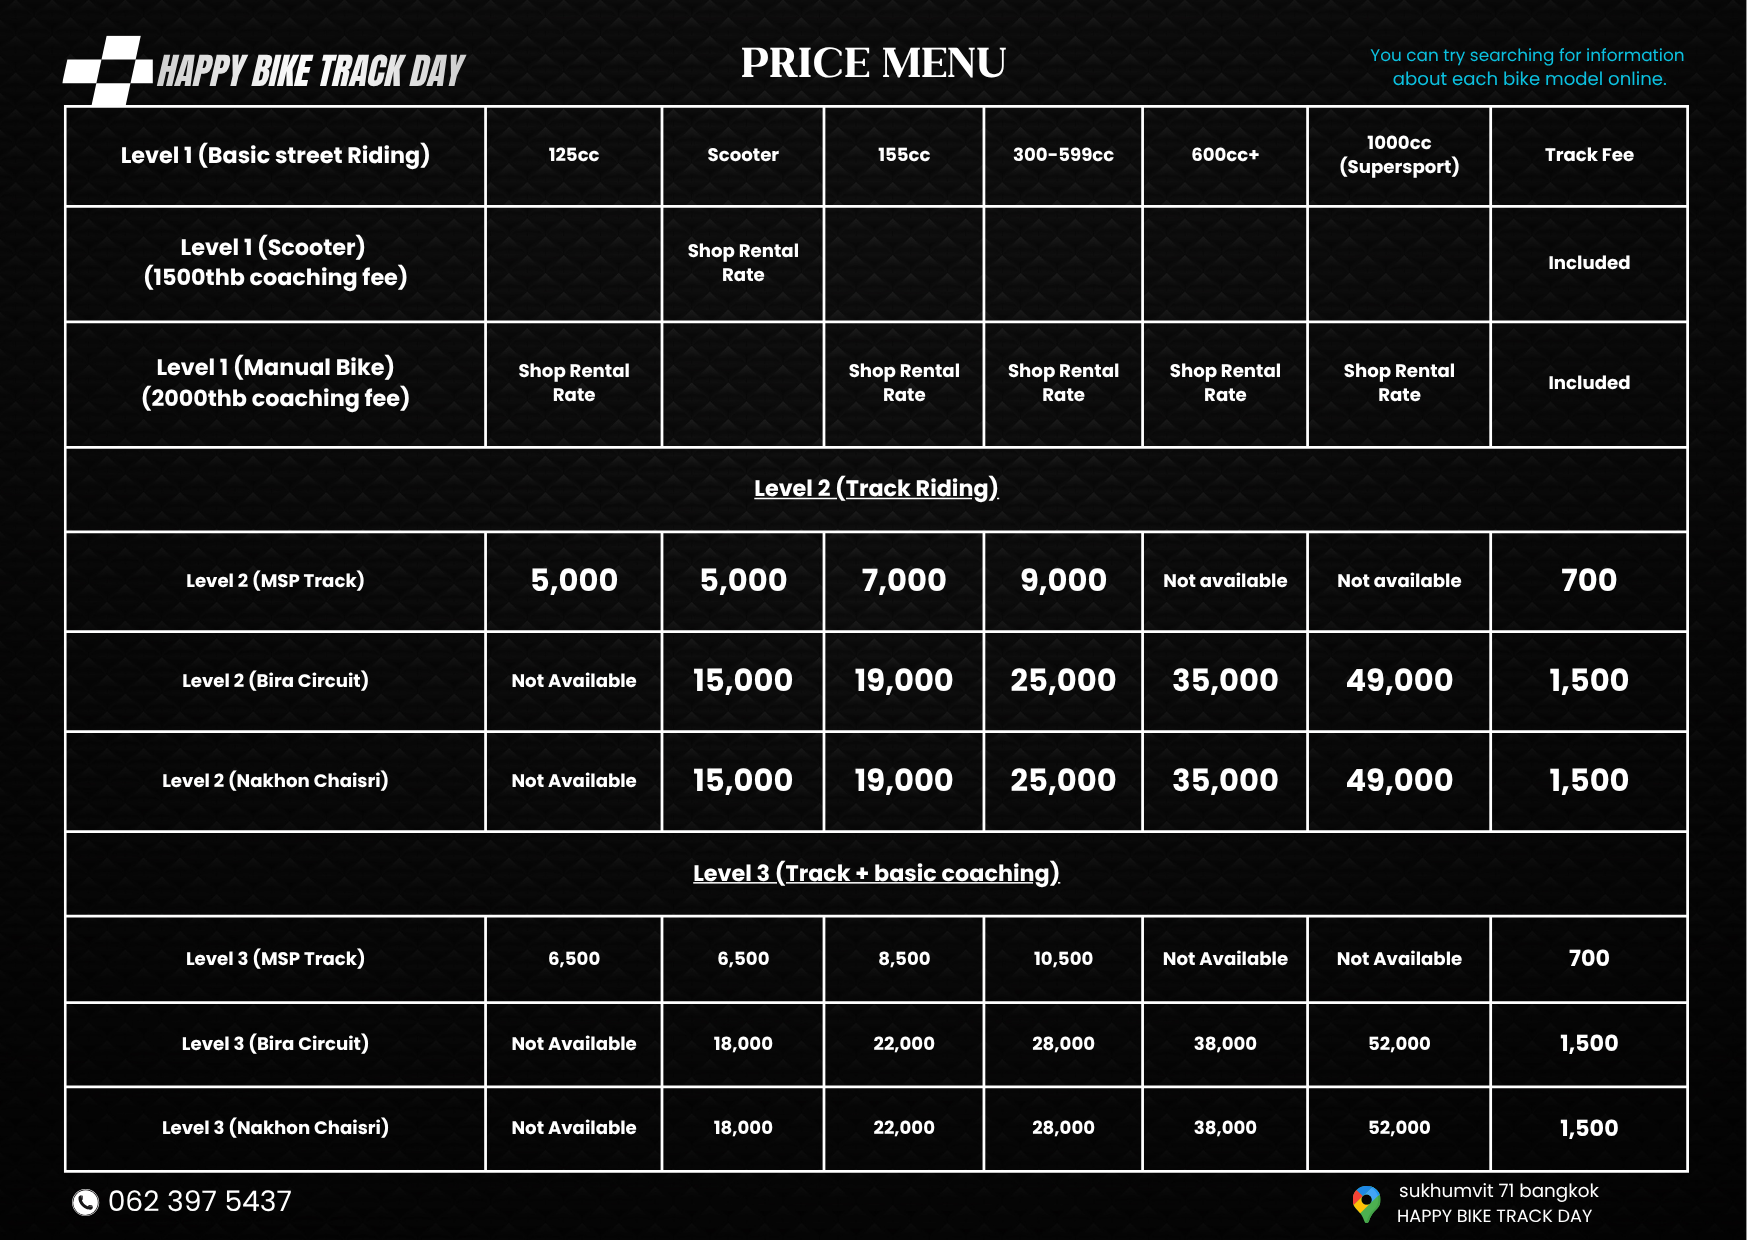 HAPPY BIKE TRACK DAY
PRICE MENU
You can try searching for information
about each bike model online.
Level 1 (Basic street Riding)
125cc
Scooter
155cc
300-599cc
600cc+
1000cc
(Supersport)
Track Fee
Level 1 (Scooter)
(1500thb coaching fee)
Shop Rental
Rate
Included
Level 1 (Manual Bike)
(2000thb coaching fee)
Shop Rental
Rate
Shop Rental
Rate
Shop Rental
Rate
Shop Rental
Rate
Shop Rental
Rate
Included
Level 2 (Track Riding)
Level 2 (MSP Track)
5,000
5,000
7,000
9,000
Not available
Not available
700
Level 2 (Bira Circuit)
Not Available
15,000
19,000
25,000
35,000
49,000
1,500
Level 2 (Nakhon Chaisri)
Not Available
15,000
19,000
25,000
35,000
49,000
1,500
Level 3 (Track + basic coaching)
Level 3 (MSP Track)
6,500
6,500
8,500
10,500
Not Available
Not Available
700
Level 3 (Bira Circuit)
Not Available
18,000
22,000
28,000
38,000
52,000
1,500
Level 3 (Nakhon Chaisri)
Not Available
18,000
22,000
28,000
38,000
52,000
1,500
062 397 5437
sukhumvit 71 bangkok
HAPPY BIKE TRACK DAY